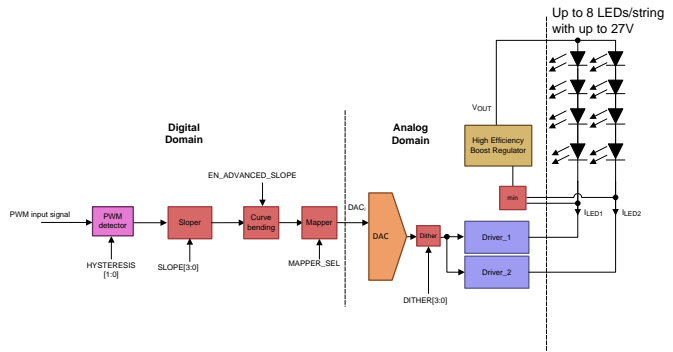 Up to 8 LEDs/string
with up to 27V
VOUT
Digital
Domain
Analog
Domain
High Efficiency
Boost Regulator
EN_ADVANCED_SLOPE
min
DAC,
PWM input signal
PWM
detector
Sloper
Curve
bending
Mapper
DAC
Dither
Driver_1
ILED1
ILED2
HYSTERESIS
[1:0]
SLOPE[3:0]
MAPPER_SEL
Driver_2
DITHER[3:0]